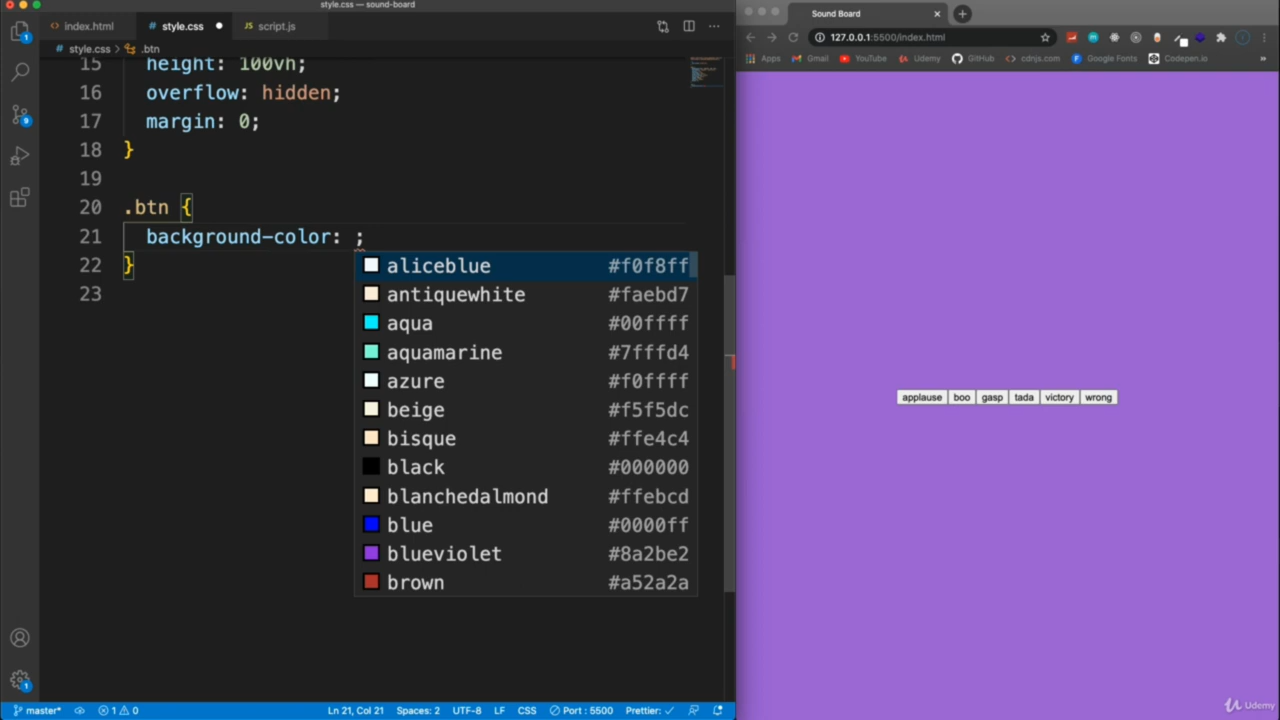 style.css — sound-board
index.html
style.css
script.js
style.css > .btn
15 height: 100vh;
16 overflow: hidden;
17 margin: 0;
18 }
19
20 .btn {
21 background-color: ;
22 }
23
aliceblue #f0f8ff
antiquewhite #faebd7
aqua #00ffff
aquamarine #7fffd4
azure #f0ffff
beige #f5f5dc
bisque #ffe4c4
black #000000
blanchedalmond #ffebcd
blue #0000ff
blueviolet #8a2be2
brown #a52a2a
1
9
1
master* 1 0 Ln 21, Col 21 Spaces: 2 UTF-8 LF CSS Port : 5500 Prettier: ✓
Sound Board
127.0.0.1:5500/index.html
Apps Gmail YouTube Udemy GitHub cdnjs.com Google Fonts Codepen.io »
applause boo gasp tada victory wrong
Udemy